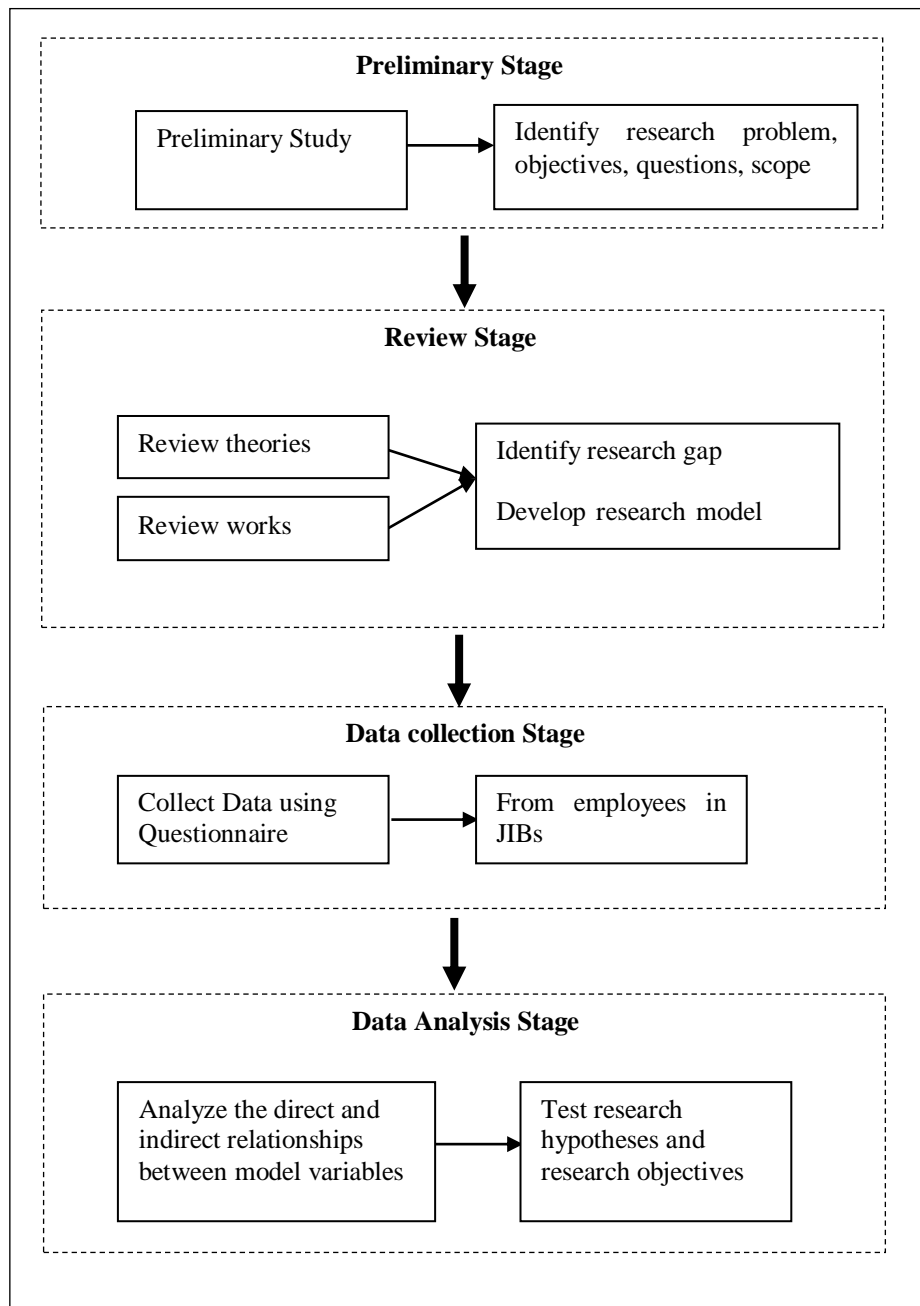 Preliminary Stage
Preliminary Study
Identify research problem,
objectives, questions, scope
Review Stage
Review theories
Review works
Identify research gap
Develop research model
Data collection Stage
Collect Data using
Questionnaire
From employees in
JIBs
Data Analysis Stage
Analyze the direct and
indirect relationships
between model variables
Test research
hypotheses and
research objectives